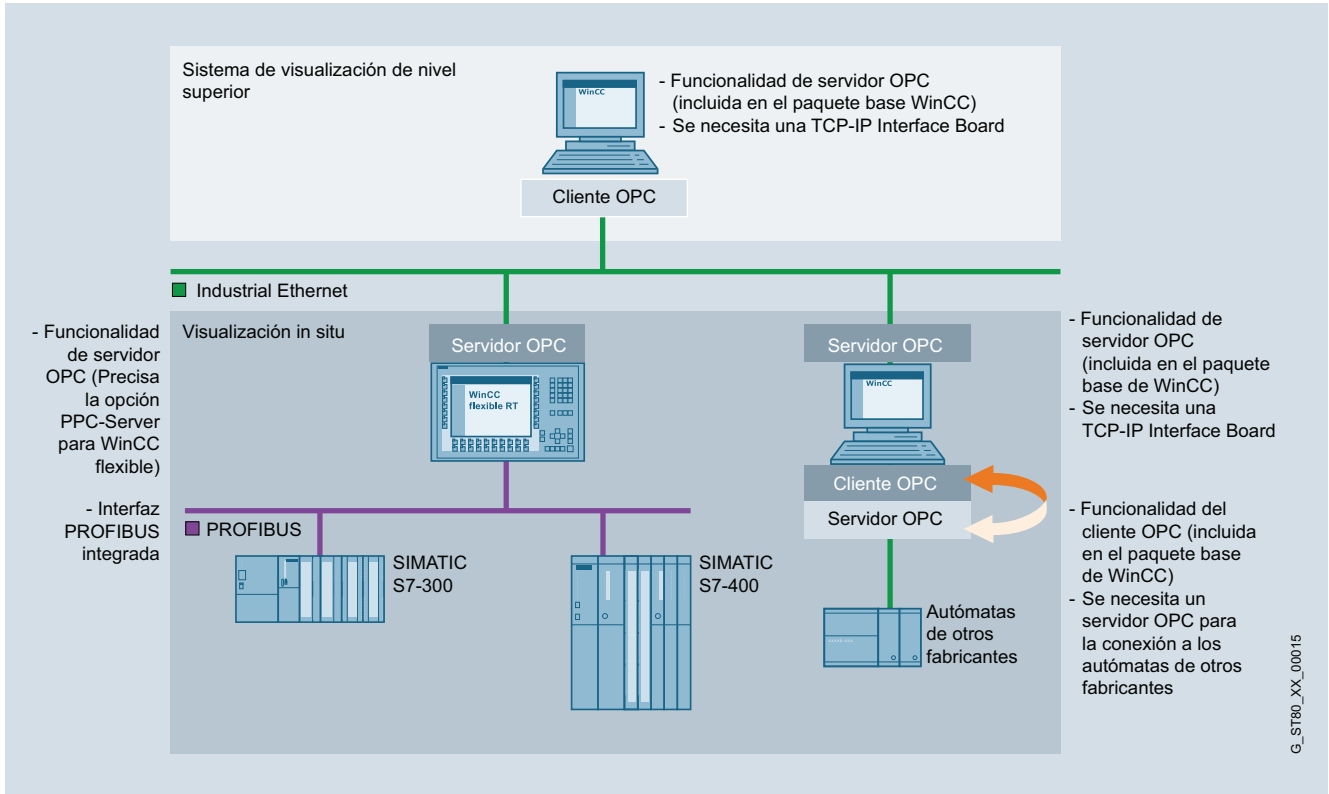 Sistema de visualización de nivel
superior
WinCC
- Funcionalidad de servidor OPC
(incluida en el paquete base WinCC)
- Se necesita una TCP-IP Interface Board
Cliente OPC
Industrial Ethernet
- Funcionalidad
de servidor
OPC (Precisa
la opción
PPC-Server
para WinCC
flexible)
- Interfaz
PROFIBUS
integrada
Visualización in situ
Servidor OPC
WinCC
flexible RT
PROFIBUS
SIMATIC
S7-300
SIMATIC
S7-400
Servidor OPC
WinCC
Cliente OPC
Servidor OPC
Autómatas
de otros
fabricantes
- Funcionalidad de
servidor OPC
(incluida en el paquete
base de WinCC)
- Se necesita una
TCP-IP Interface Board
- Funcionalidad del
cliente OPC (incluida
en el paquete base
de WinCC)
- Se necesita un
servidor OPC para
la conexión a los
autómatas de otros
fabricantes
G_ST80_XX_00015